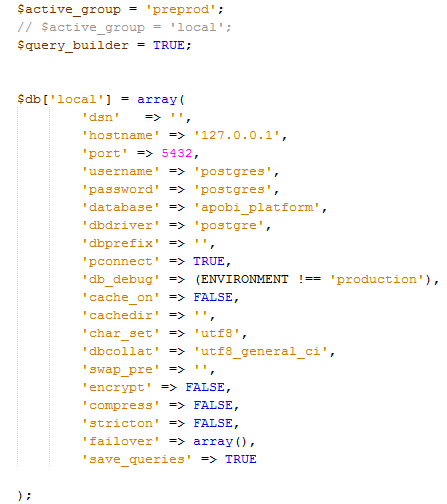 $active_group = 'preprod';
// $active_group = 'local';
$query_builder = TRUE;
$db['local'] = array(
'dsn' => '',
'hostname' => '127.0.0.1',
'port' => 5432,
'username' => 'postgres',
'password' => 'postgres',
'database' => 'apobi_platform',
'dbdriver' => 'postgre',
'dbprefix' => '',
'pconnect' => TRUE,
'db_debug' => (ENVIRONMENT !== 'production'),
'cache_on' => FALSE,
'cachedir' => '',
'char_set' => 'utf8',
'dbcollat' => 'utf8_general_ci',
'swap_pre' => '',
'encrypt' => FALSE,
'compress' => FALSE,
'stricton' => FALSE,
'failover' => array(),
'save_queries' => TRUE
);